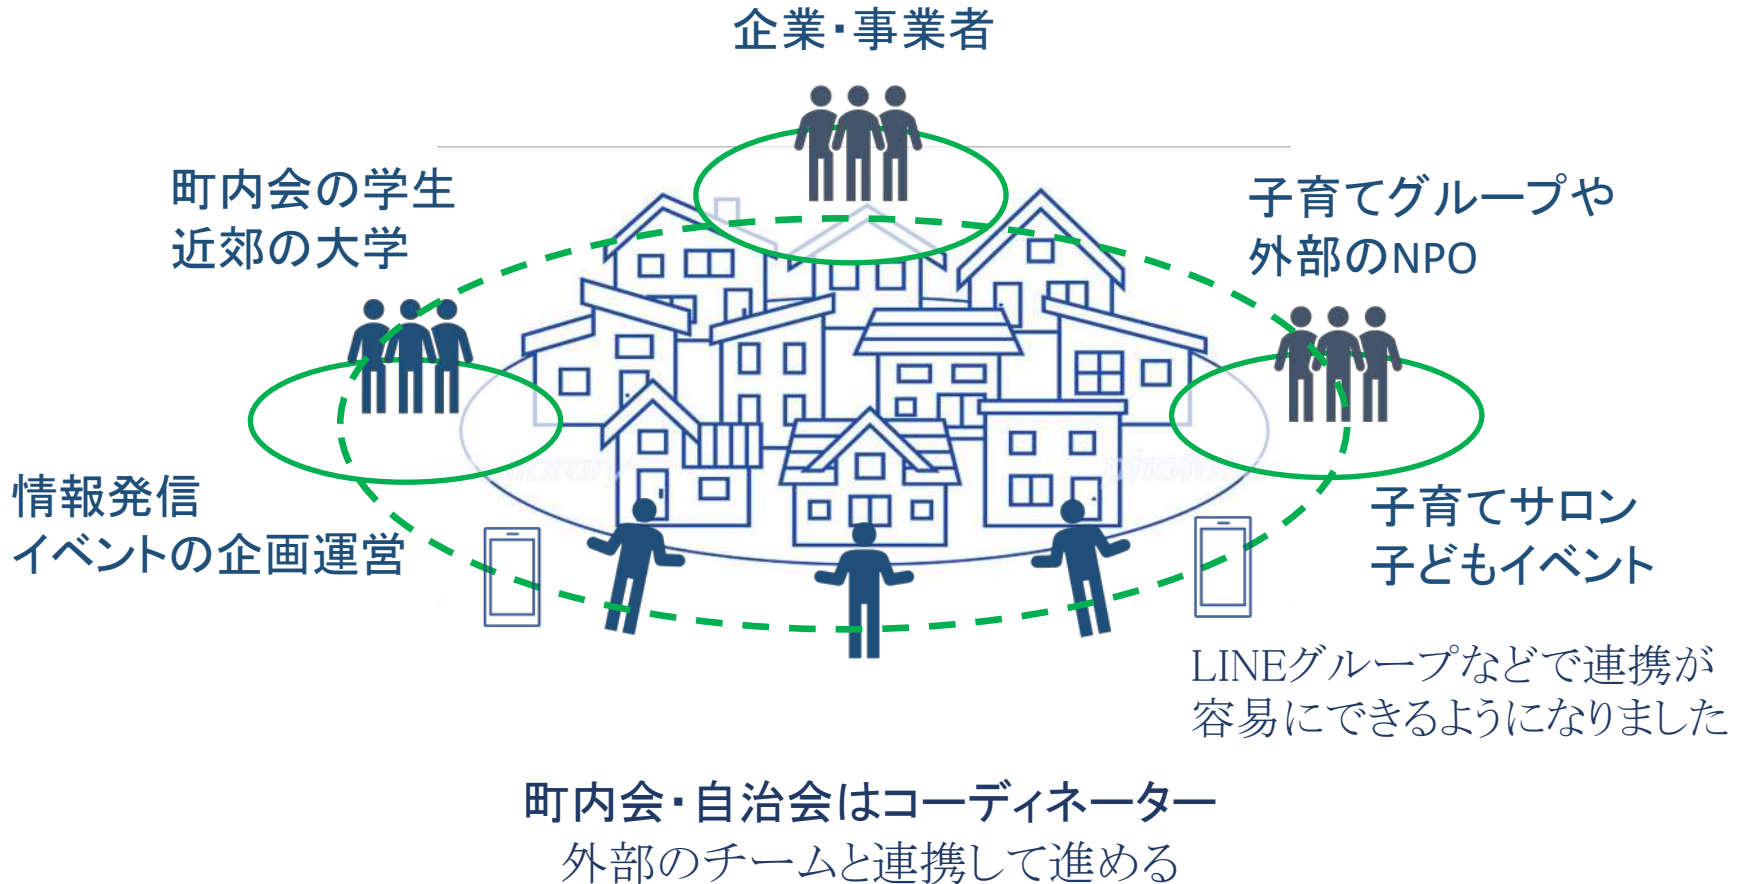 企業・事業者
町内会の学生
近郊の大学
子育てグループや
外部のNPO
情報発信
イベントの企画運営
子育てサロン
子どもイベント
LINEグループなどで連携が
容易にできるようになりました
町内会・自治会はコーディネーター
外部のチームと連携して進める